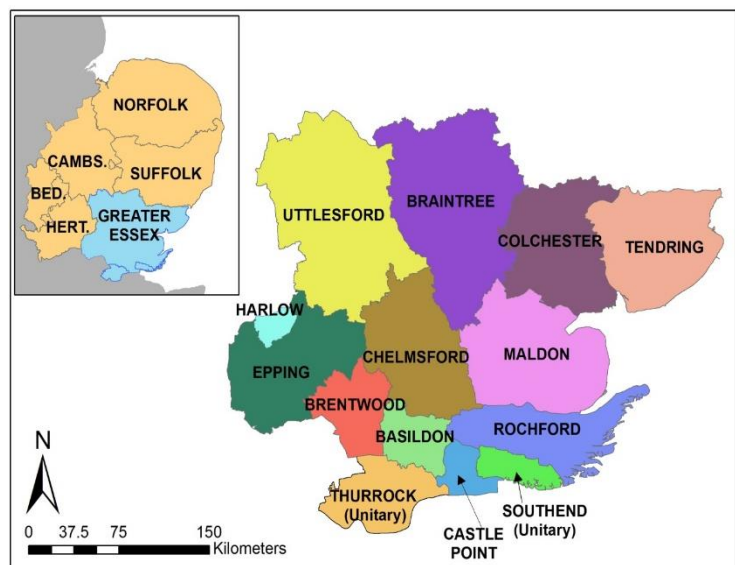 NORFOLK
CAMBS.
SUFFOLK
BED.
HERT.
GREATER
ESSEX
UTTLESFORD
BRAINTREE
COLCHESTER
TENDRING
HARLOW
EPPING
CHELMSFORD
MALDON
BRENTWOOD
BASILDON
ROCHFORD
THURROCK
(Unitary)
CASTLE
POINT
SOUTHEND
(Unitary)
N
0 37.5 75 150
Kilometers